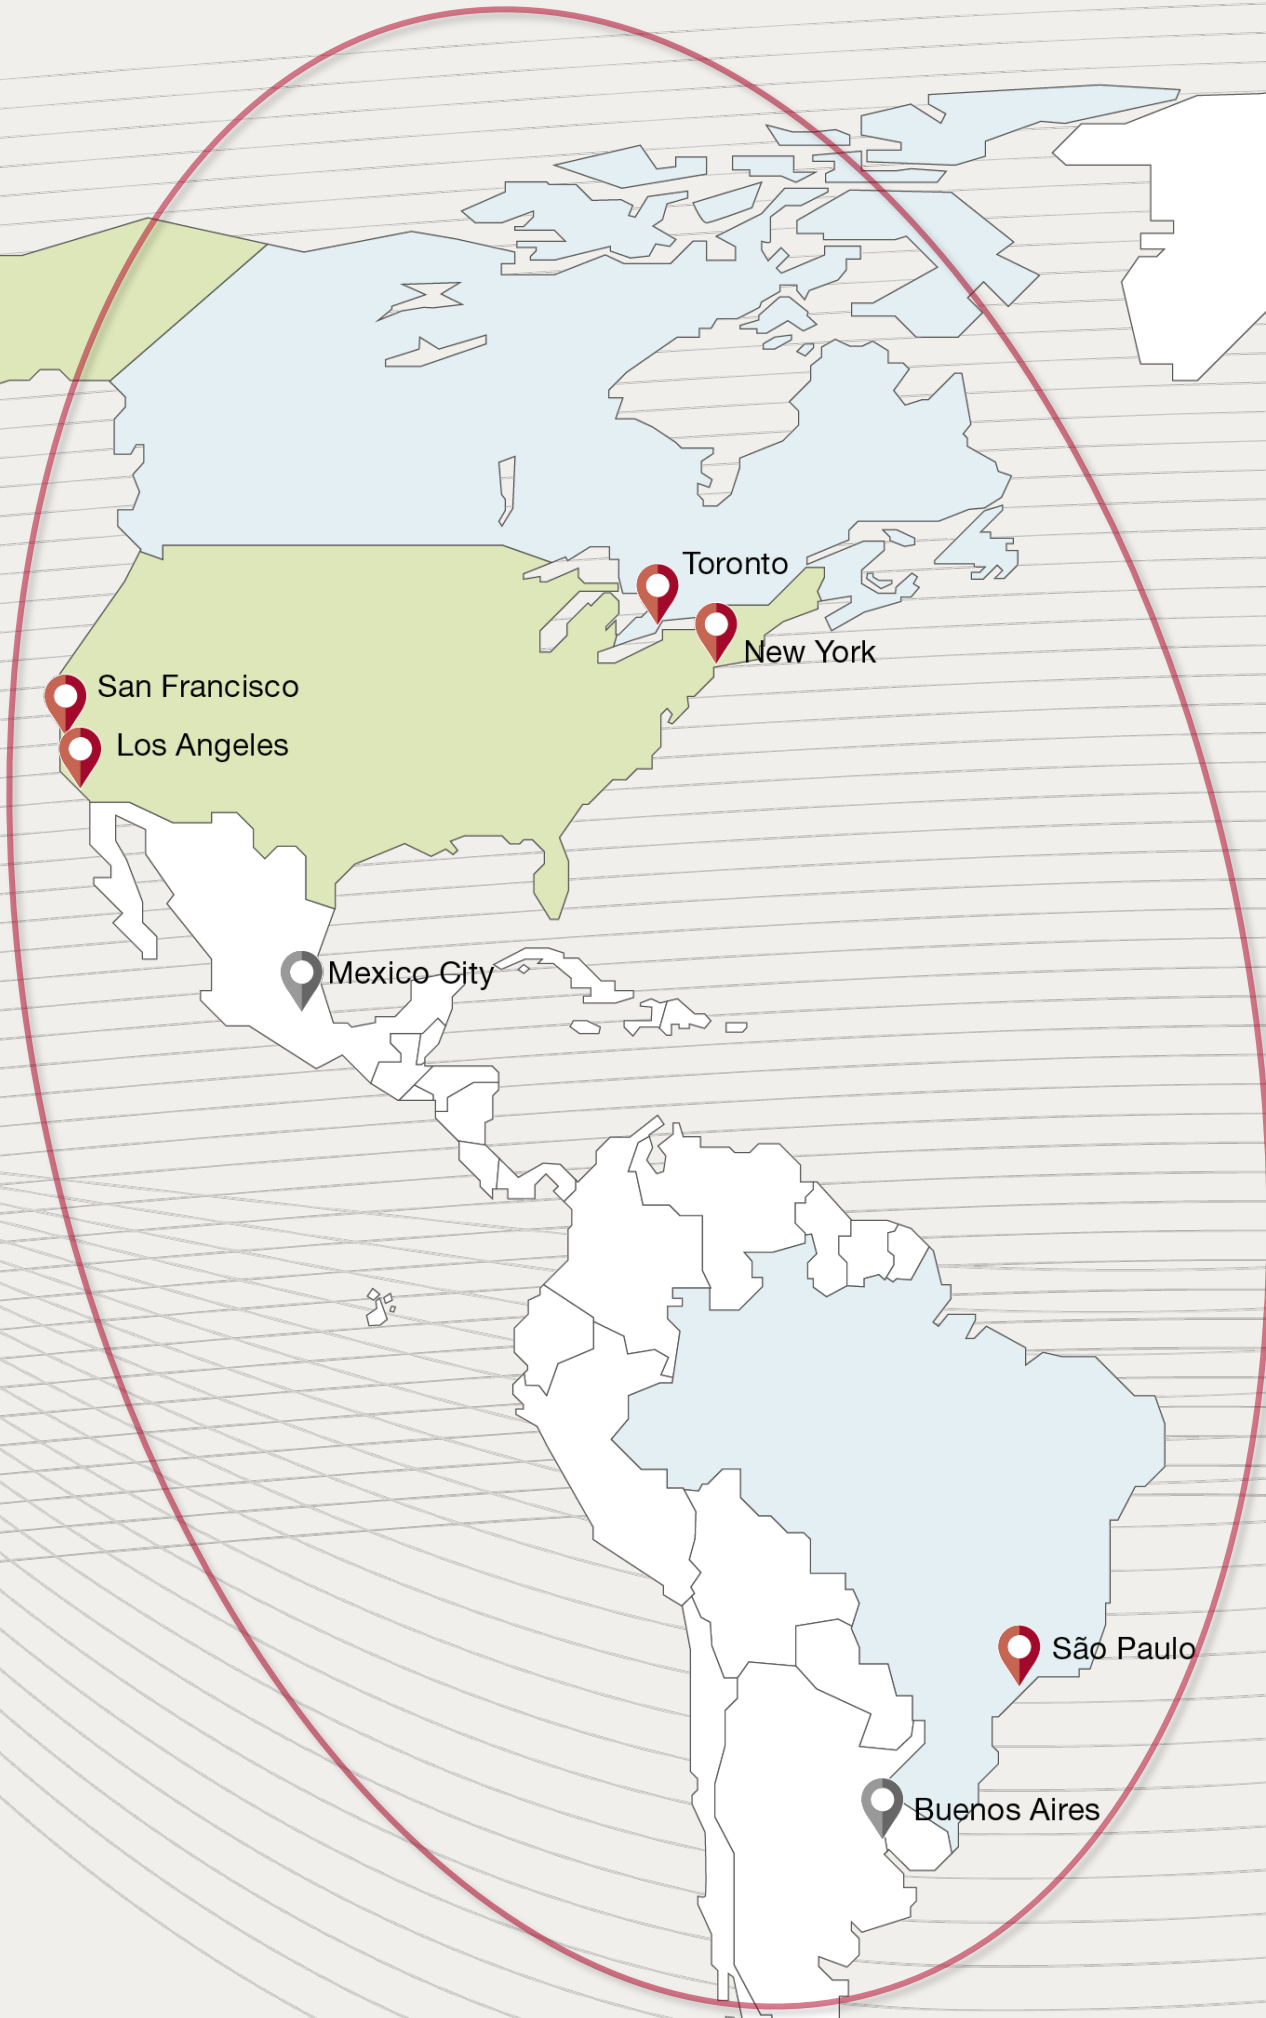 Toronto
New York
San Francisco
Los Angeles
Mexico City
São Paulo
Buenos Aires